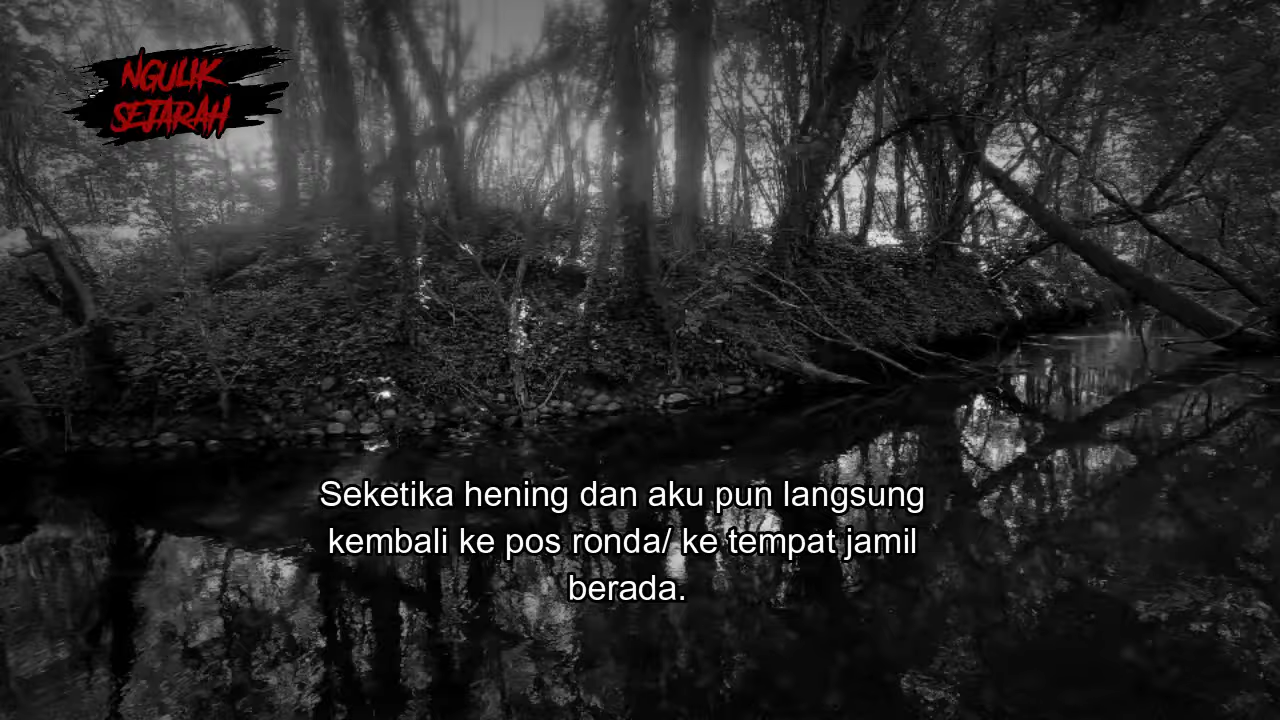 NGULIK
SEJARAH
Seketika hening dan aku pun langsung
kembali ke pos ronda/ ke tempat jamil
berada.